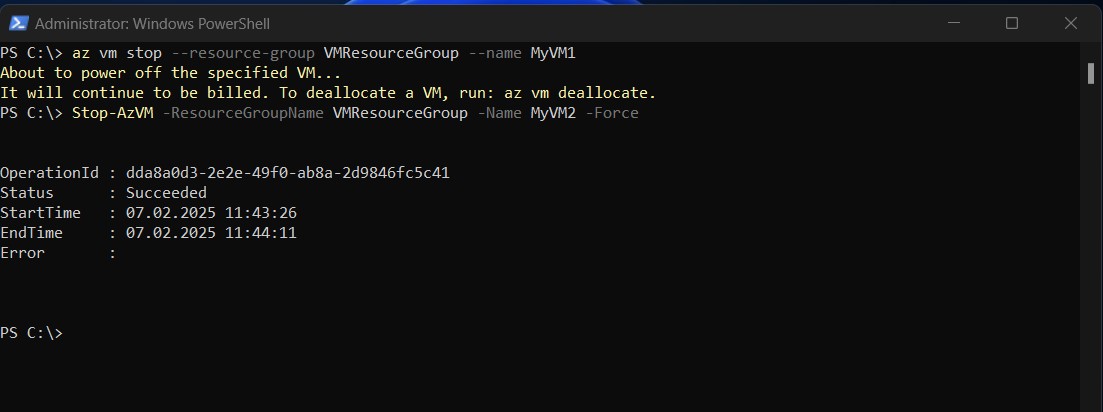 Administrator: Windows PowerShell
PS C:\> az vm stop --resource-group VMResourceGroup --name MyVM1
About to power off the specified VM...
It will continue to be billed. To deallocate a VM, run: az vm deallocate.
PS C:\> Stop-AzVM -ResourceGroupName VMResourceGroup -Name MyVM2 -Force
OperationId : dda8a0d3-2e2e-49f0-ab8a-2d9846fc5c41
Status      : Succeeded
StartTime   : 07.02.2025 11:43:26
EndTime     : 07.02.2025 11:44:11
Error       :
PS C:\>